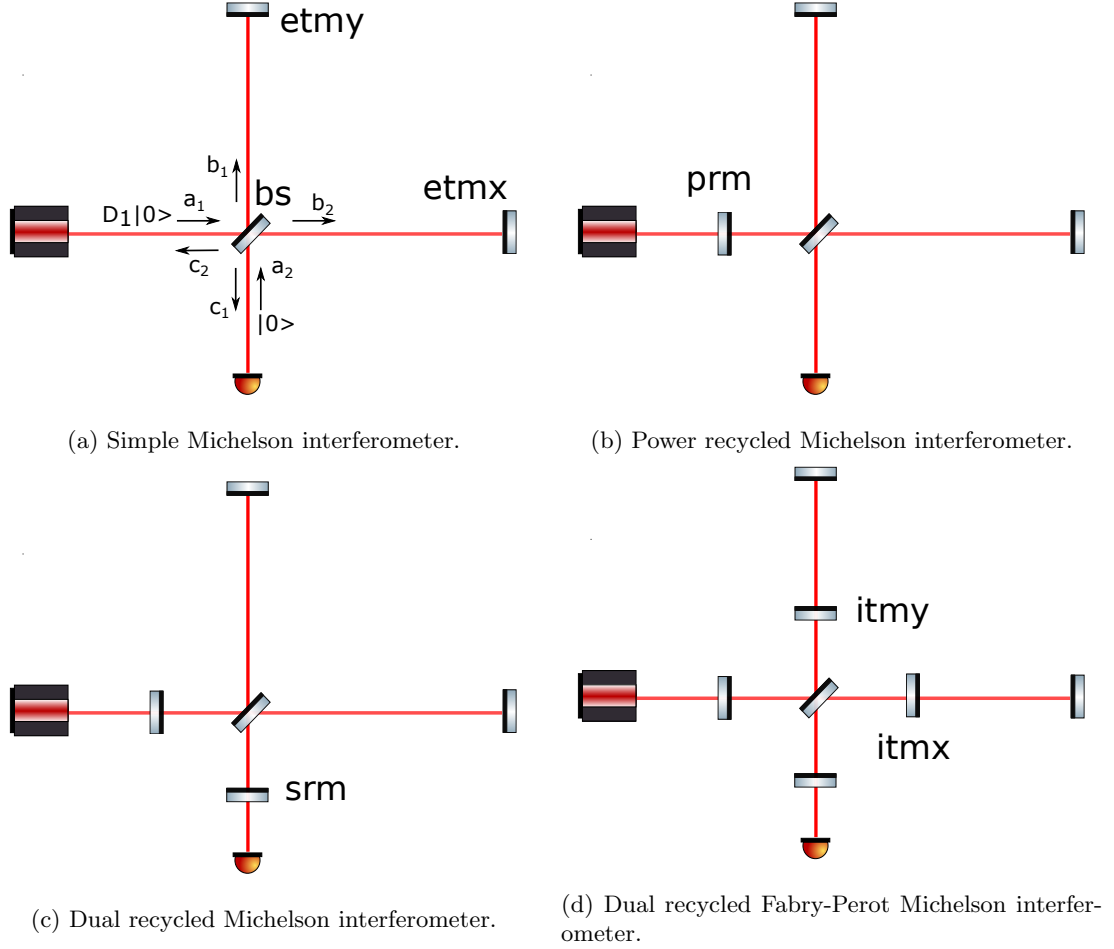 etmy
b₁
bs
b₂
etmx
D₁|0>
a₁
c₂
a₂
c₁
|0>
(a) Simple Michelson interferometer.
prm
(b) Power recycled Michelson interferometer.
srm
(c) Dual recycled Michelson interferometer.
itmy
itmx
(d) Dual recycled Fabry-Perot Michelson interfer-
ometer.